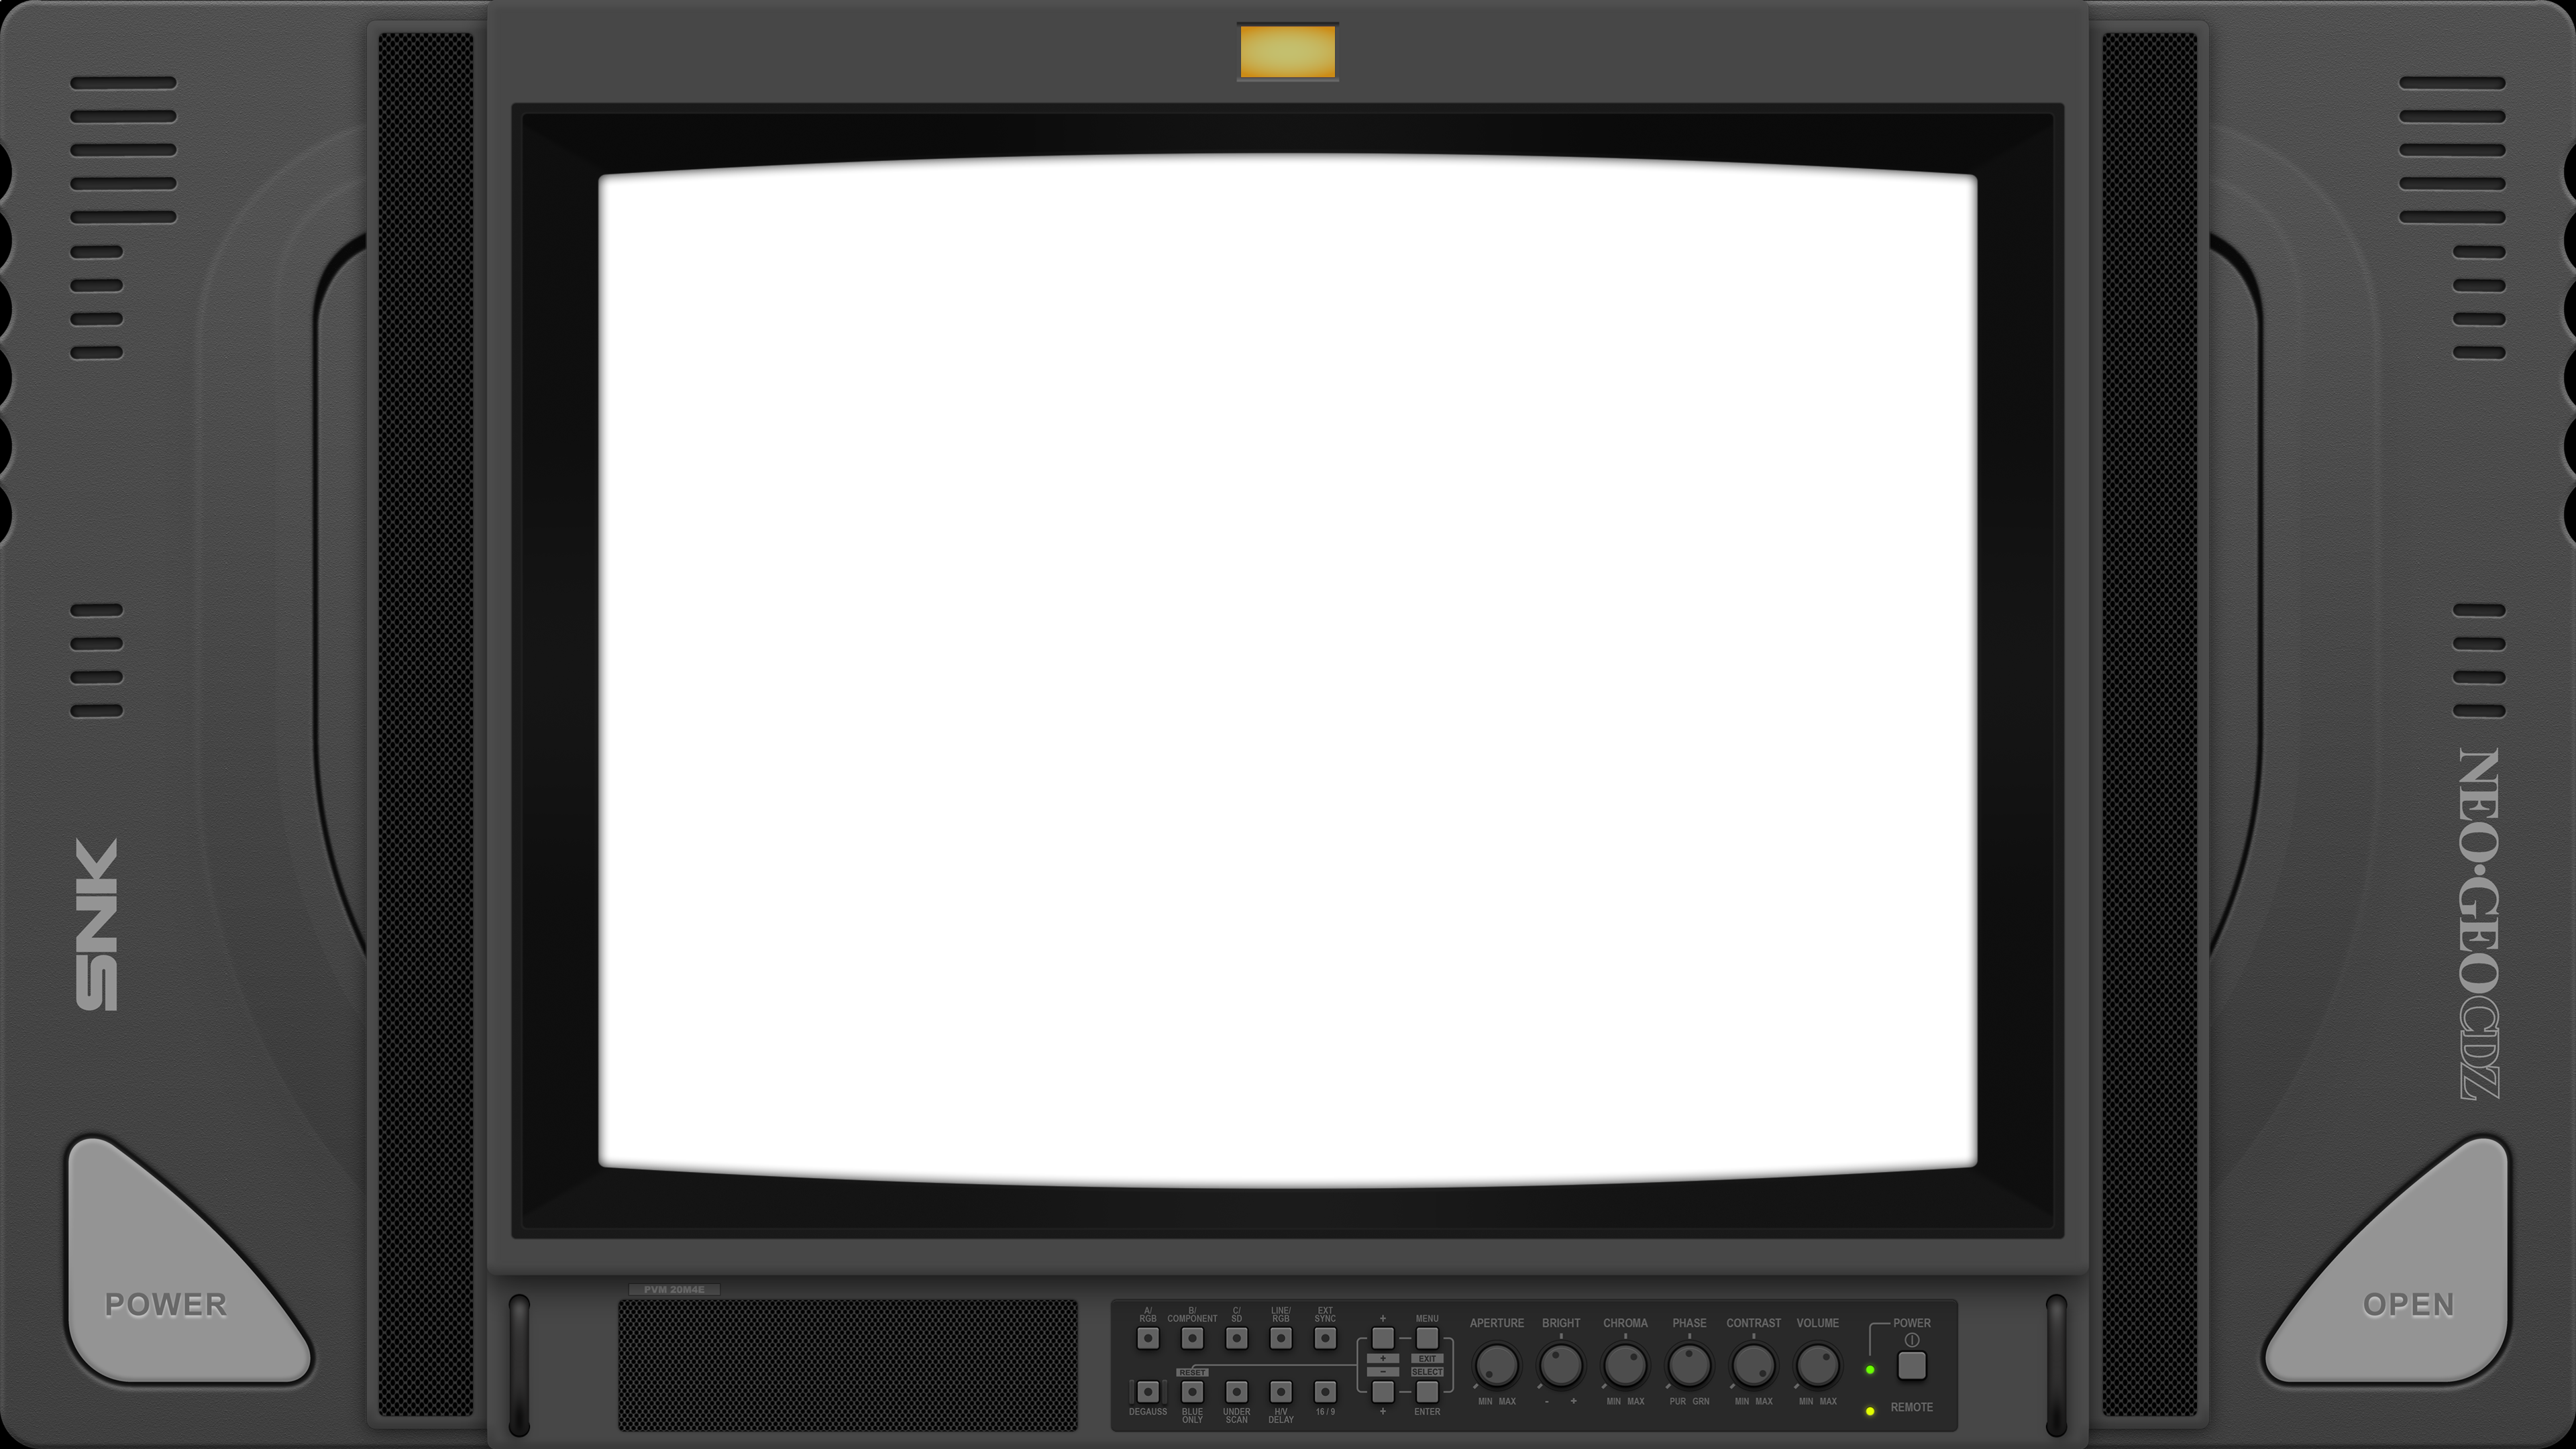 SNK
POWER
NEO·GEO CDZ
OPEN
PVM 20M4E
A/
RGB
B/
COMPONENT
C/
SD
LINE/
RGB
EXT
SYNC
+
MENU
+
EXIT
−
SELECT
RESET
DEGAUSS
BLUE
ONLY
UNDER
SCAN
H/V
DELAY
16 / 9
+
ENTER
APERTURE
BRIGHT
CHROMA
PHASE
CONTRAST
VOLUME
MIN MAX
- +
MIN MAX
PUR GRN
MIN MAX
MIN MAX
POWER
REMOTE